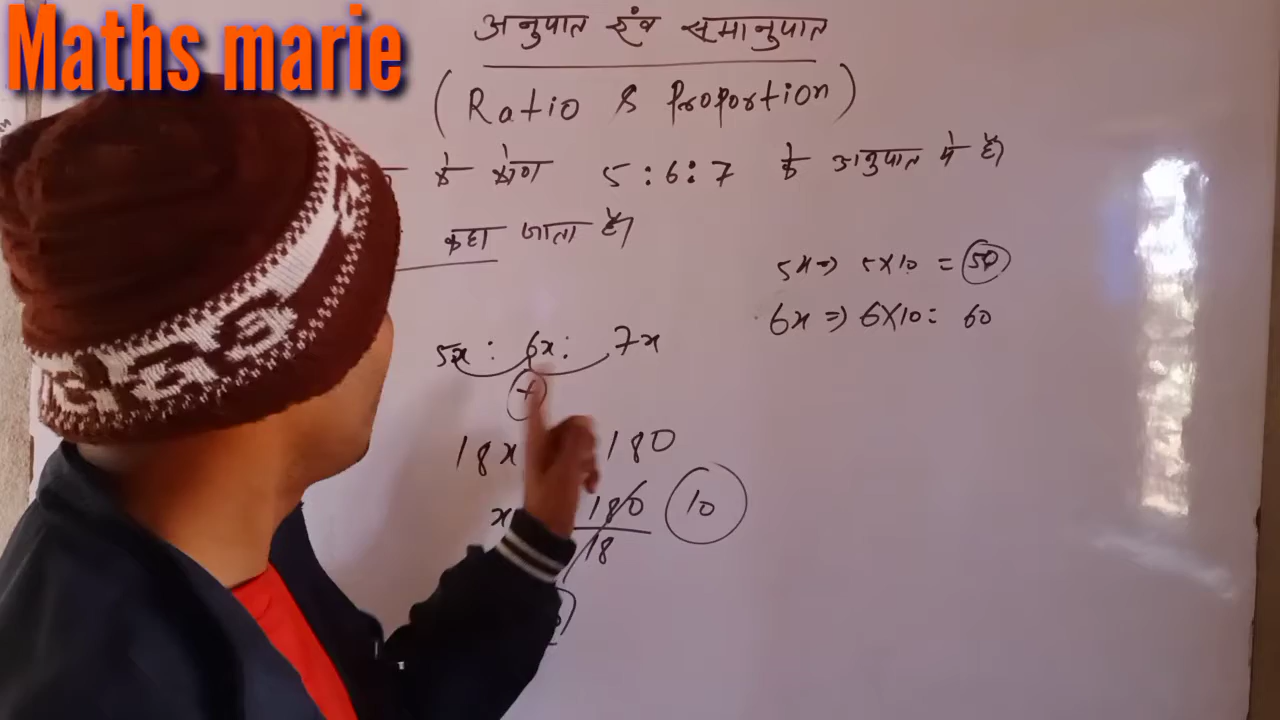 Maths marie
अनुपात एंव समानुपात
(Ratio & Proportion)
के कोण 5:6:7 के अनुपात मे है।
कहा जाता है।
5x => 5x10 = 50
6x => 6x10 = 60
5x : 6x : 7x
+
18x 180
x 180 10
18